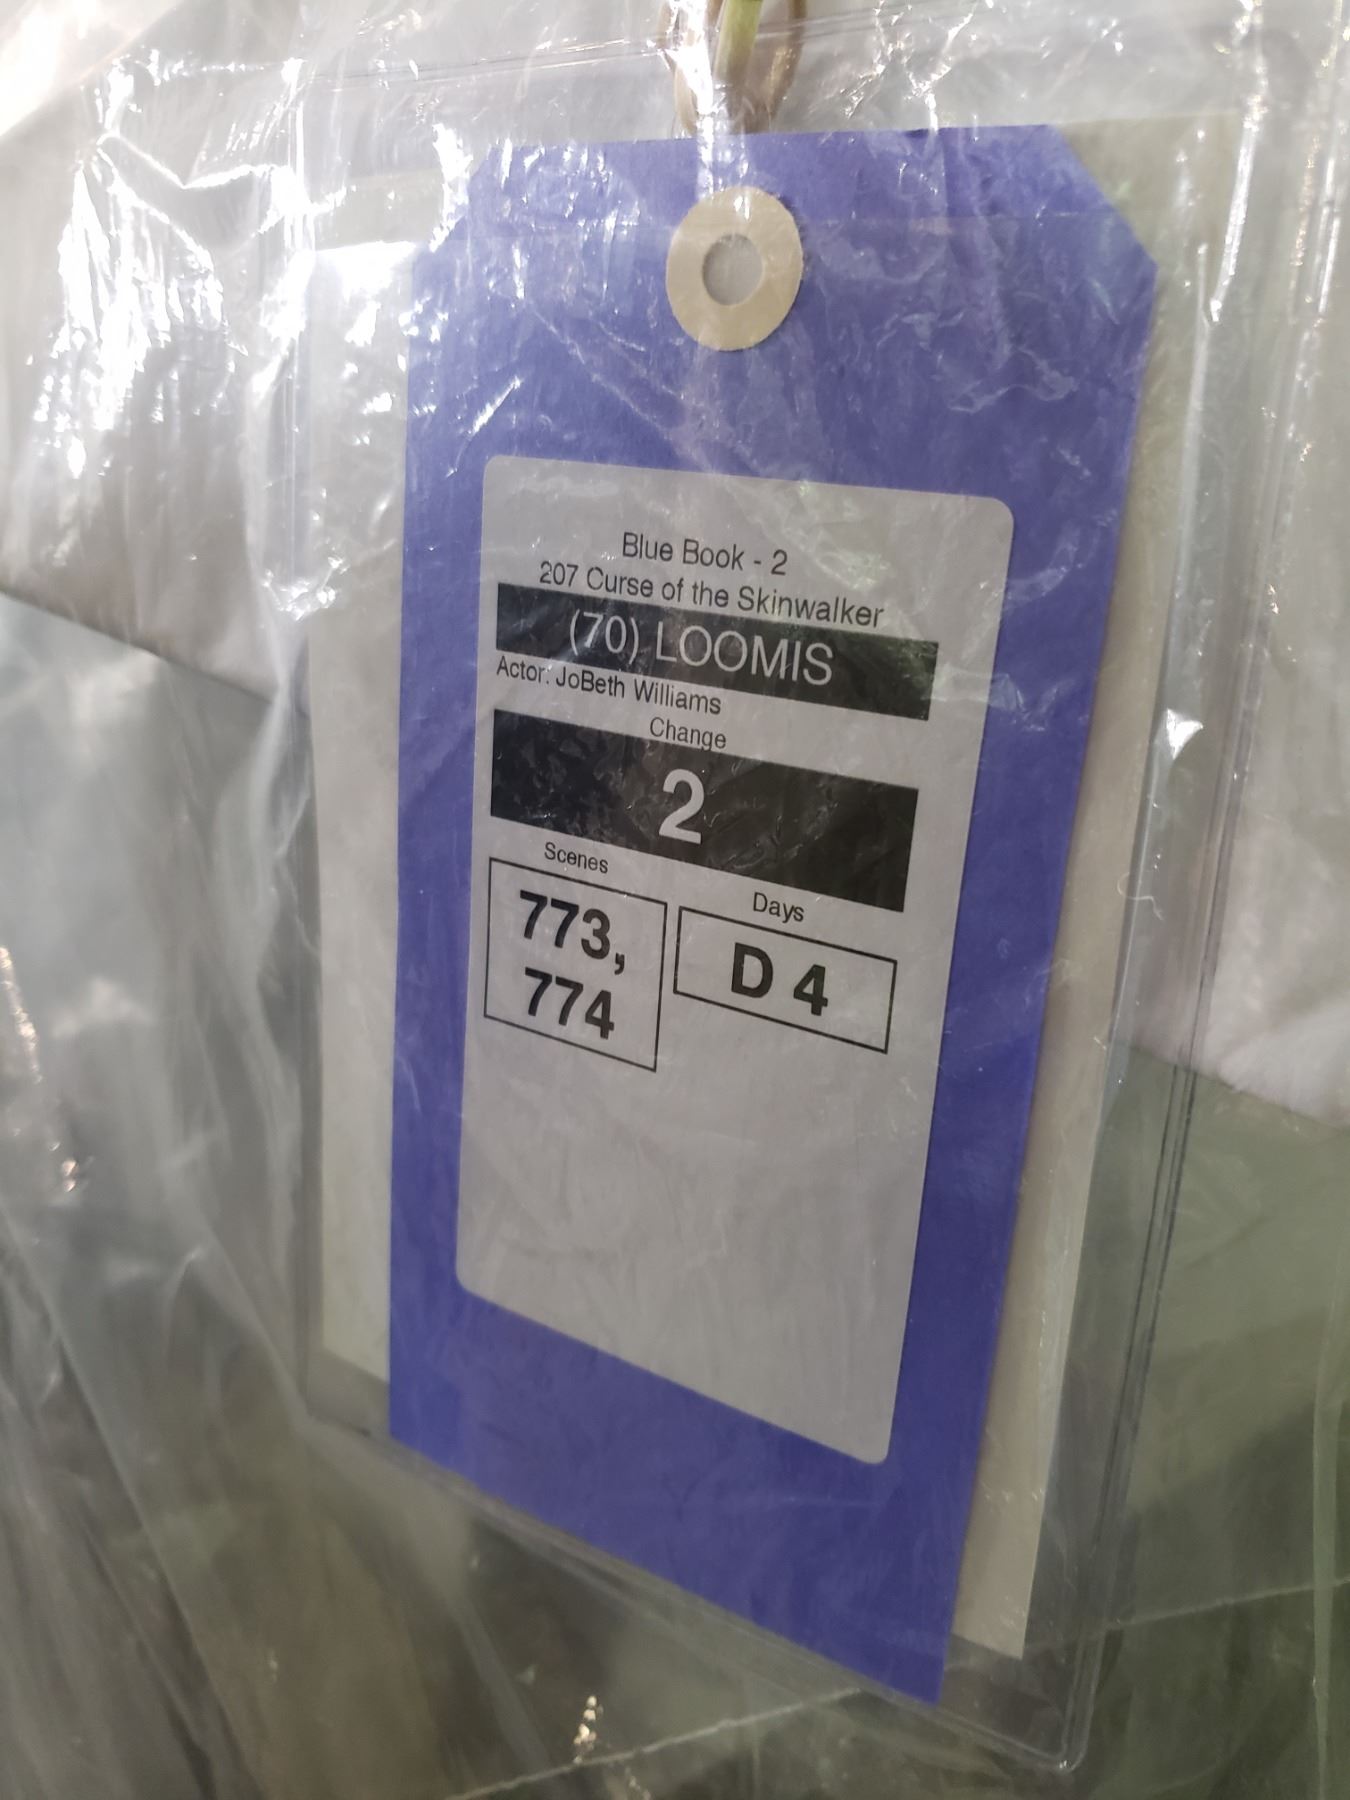 Blue Book - 2
207 Curse of the Skinwalker
(70) LOOMIS
Actor: JoBeth Williams
Change
2
Scenes
773,
774
Days
D 4